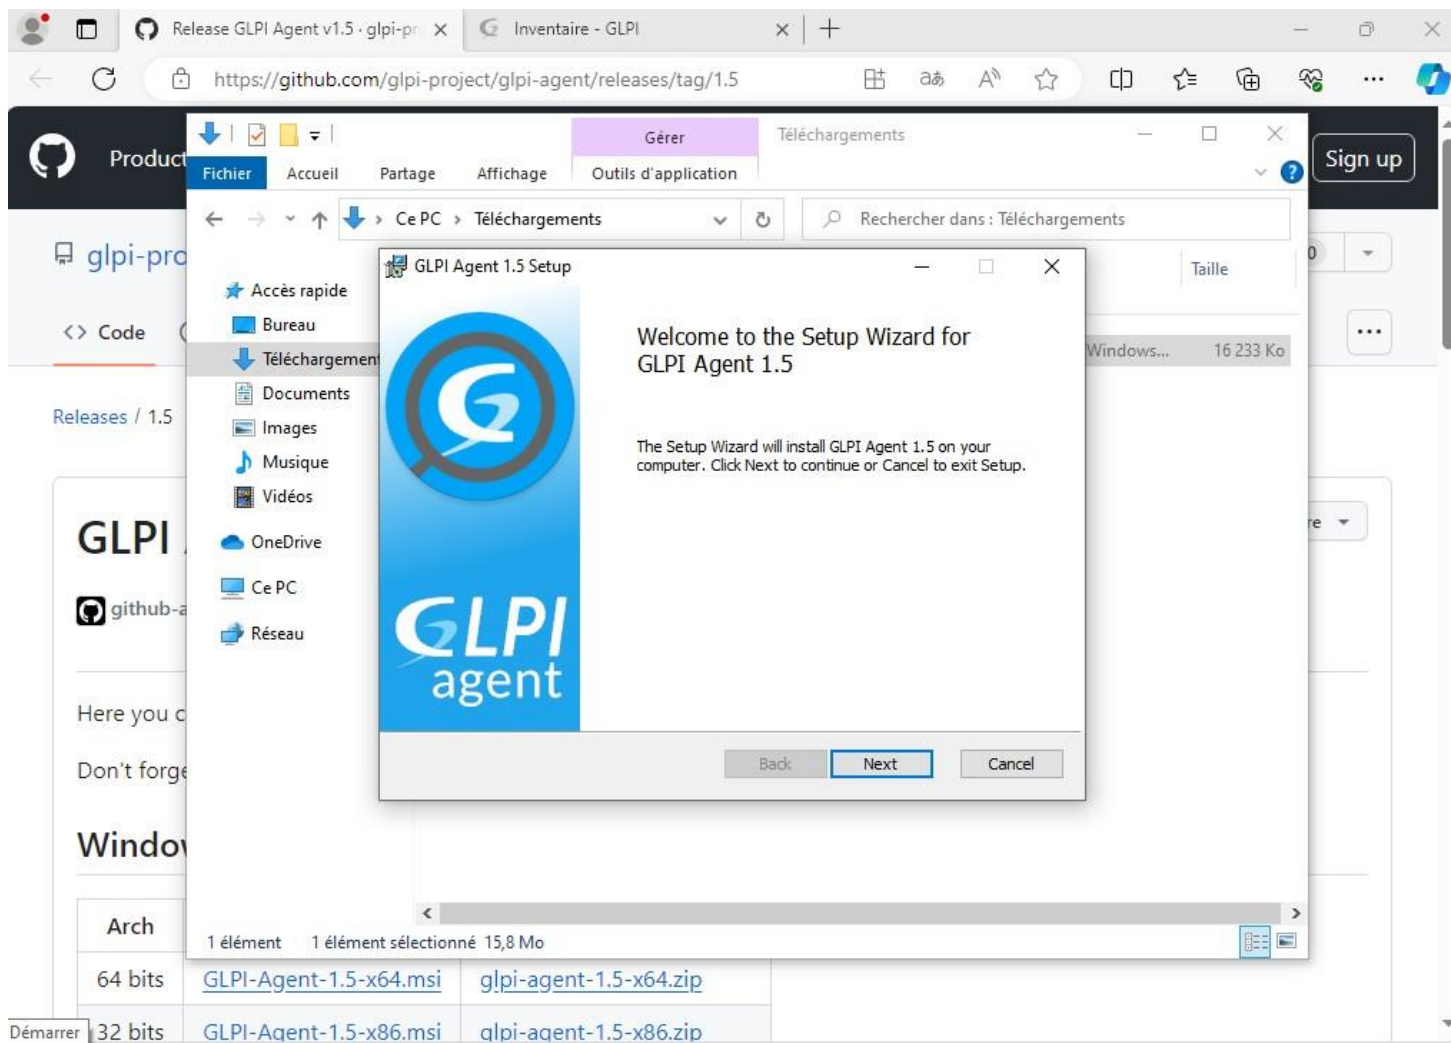 Release GLPI Agent v1.5 · glpi-pr
Inventaire - GLPI
https://github.com/glpi-project/glpi-agent/releases/tag/1.5
Product
Sign up
Gérer
Téléchargements
Fichier
Accueil
Partage
Affichage
Outils d'application
Ce PC
Téléchargements
Rechercher dans : Téléchargements
glpi-pro
0
GLPI Agent 1.5 Setup
Taille
Accès rapide
Bureau
Téléchargemen
Documents
Images
Musique
Vidéos
OneDrive
Ce PC
Réseau
Windows...
16 233 Ko
Code
Releases / 1.5
Welcome to the Setup Wizard for
GLPI Agent 1.5
The Setup Wizard will install GLPI Agent 1.5 on your
computer. Click Next to continue or Cancel to exit Setup.
GLPI
agent
Back
Next
Cancel
GLPI
re
github-a
Here you c
Don't forge
Window
Arch
1 élément
1 élément sélectionné 15,8 Mo
64 bits
GLPI-Agent-1.5-x64.msi
glpi-agent-1.5-x64.zip
Démarrer
32 bits
GLPI-Agent-1.5-x86.msi
glpi-agent-1.5-x86.zip